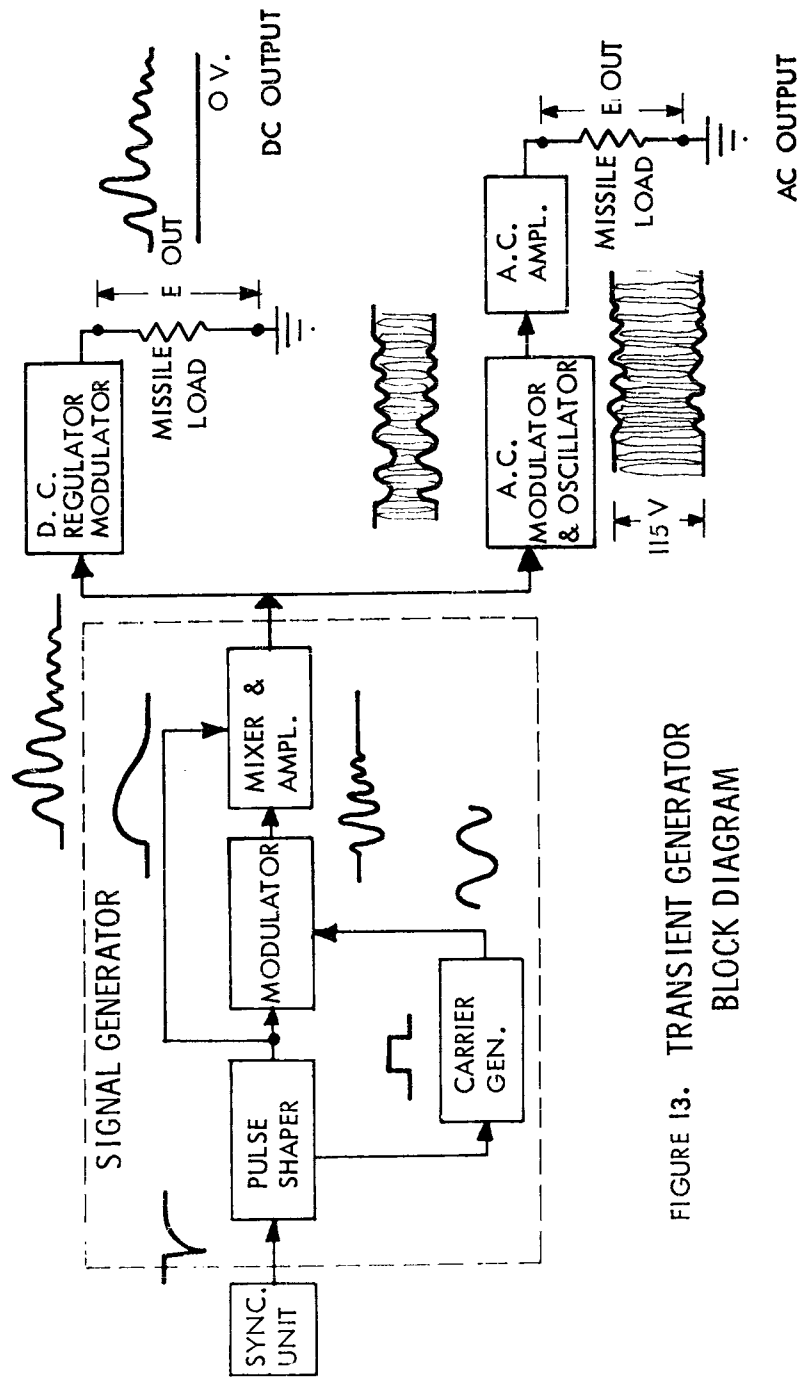 SIGNAL GENERATOR
SYNC.
UNIT
PULSE
SHAPER
MODULATOR
MIXER &
AMPL.
CARRIER
GEN.
D. C.
REGULATOR
MODULATOR
MISSILE
LOAD
E OUT
O V.
DC OUTPUT
A.C.
MODULATOR
& OSCILLATOR
A.C.
AMPL.
MISSILE
LOAD
E OUT
115 V
AC OUTPUT
FIGURE 13. TRANSIENT GENERATOR
BLOCK DIAGRAM